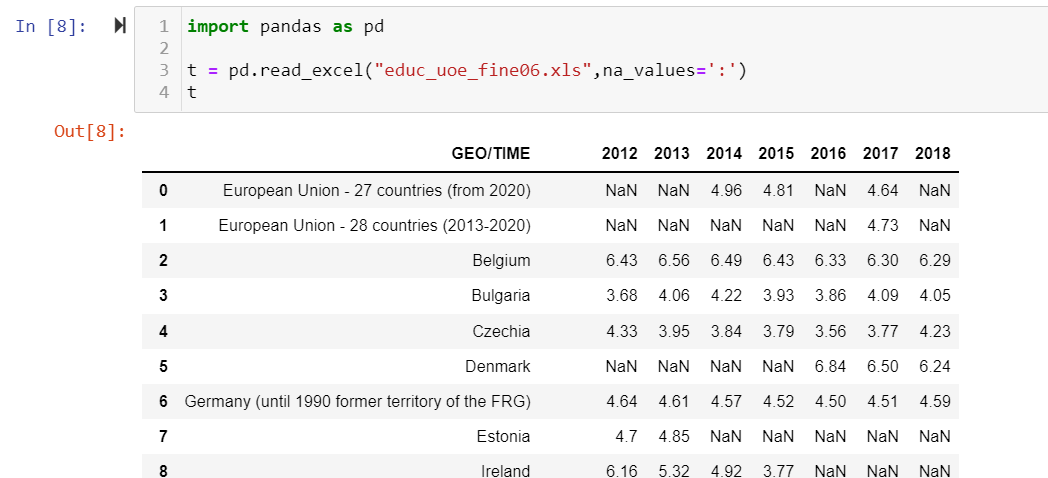 In [8]:
1 import pandas as pd
2
3 t = pd.read_excel("educ_uoe_fine06.xls",na_values=':')
4 t
Out[8]:
GEO/TIME 2012 2013 2014 2015 2016 2017 2018
0 European Union - 27 countries (from 2020) NaN NaN 4.96 4.81 NaN 4.64 NaN
1 European Union - 28 countries (2013-2020) NaN NaN NaN NaN NaN 4.73 NaN
2 Belgium 6.43 6.56 6.49 6.43 6.33 6.30 6.29
3 Bulgaria 3.68 4.06 4.22 3.93 3.86 4.09 4.05
4 Czechia 4.33 3.95 3.84 3.79 3.56 3.77 4.23
5 Denmark NaN NaN NaN NaN 6.84 6.50 6.24
6 Germany (until 1990 former territory of the FRG) 4.64 4.61 4.57 4.52 4.50 4.51 4.59
7 Estonia 4.7 4.85 NaN NaN NaN NaN NaN
8 Ireland 6.16 5.32 4.92 3.77 NaN NaN NaN